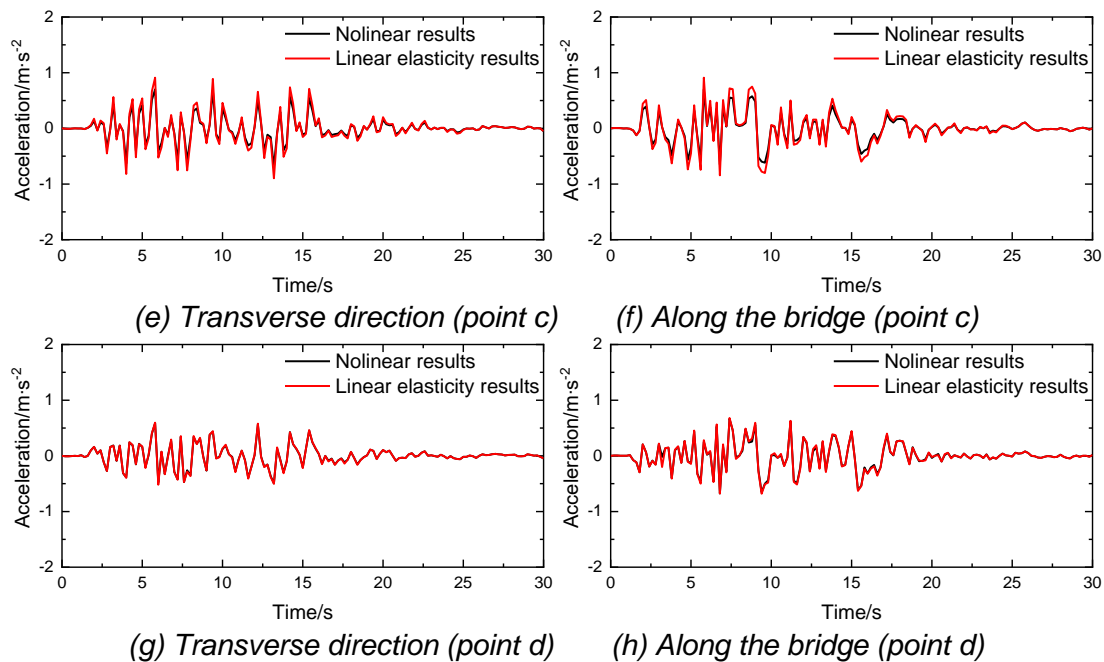 2
1
0
-1
-2
Acceleration/m·s⁻²
Nolinear results
Linear elasticity results
0 5 10 15 20 25 30
Time/s
(e) Transverse direction (point c)
2
1
0
-1
-2
Acceleration/m·s⁻²
Nolinear results
Linear elasticity results
0 5 10 15 20 25 30
Time/s
(f) Along the bridge (point c)
2
1
0
-1
-2
Acceleration/m·s⁻²
Nolinear results
Linear elasticity results
0 5 10 15 20 25 30
Time/s
(g) Transverse direction (point d)
2
1
0
-1
-2
Acceleration/m·s⁻²
Nolinear results
Linear elasticity results
0 5 10 15 20 25 30
Time/s
(h) Along the bridge (point d)